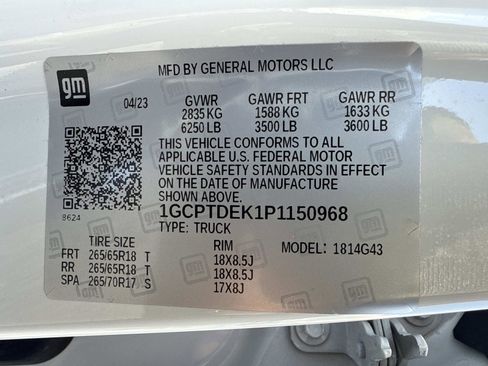 gm
MFD BY GENERAL MOTORS LLC
04/23 GVWR GAWR FRT GAWR RR
2835 KG 1588 KG 1633 KG
6250 LB 3500 LB 3600 LB
THIS VEHICLE CONFORMS TO ALL
APPLICABLE U.S. FEDERAL MOTOR
VEHICLE SAFETY STANDARDS IN
EFFECT ON THE DATE OF MANUFACTURE
SHOWN ABOVE.
8624
1GCPTDEK1P1150968
TYPE: TRUCK
TIRE SIZE RIM MODEL: 1814G43
FRT 265/65R18 T 18X8.5J
RR 265/65R18 T 18X8.5J
SPA 265/70R17 S 17X8J